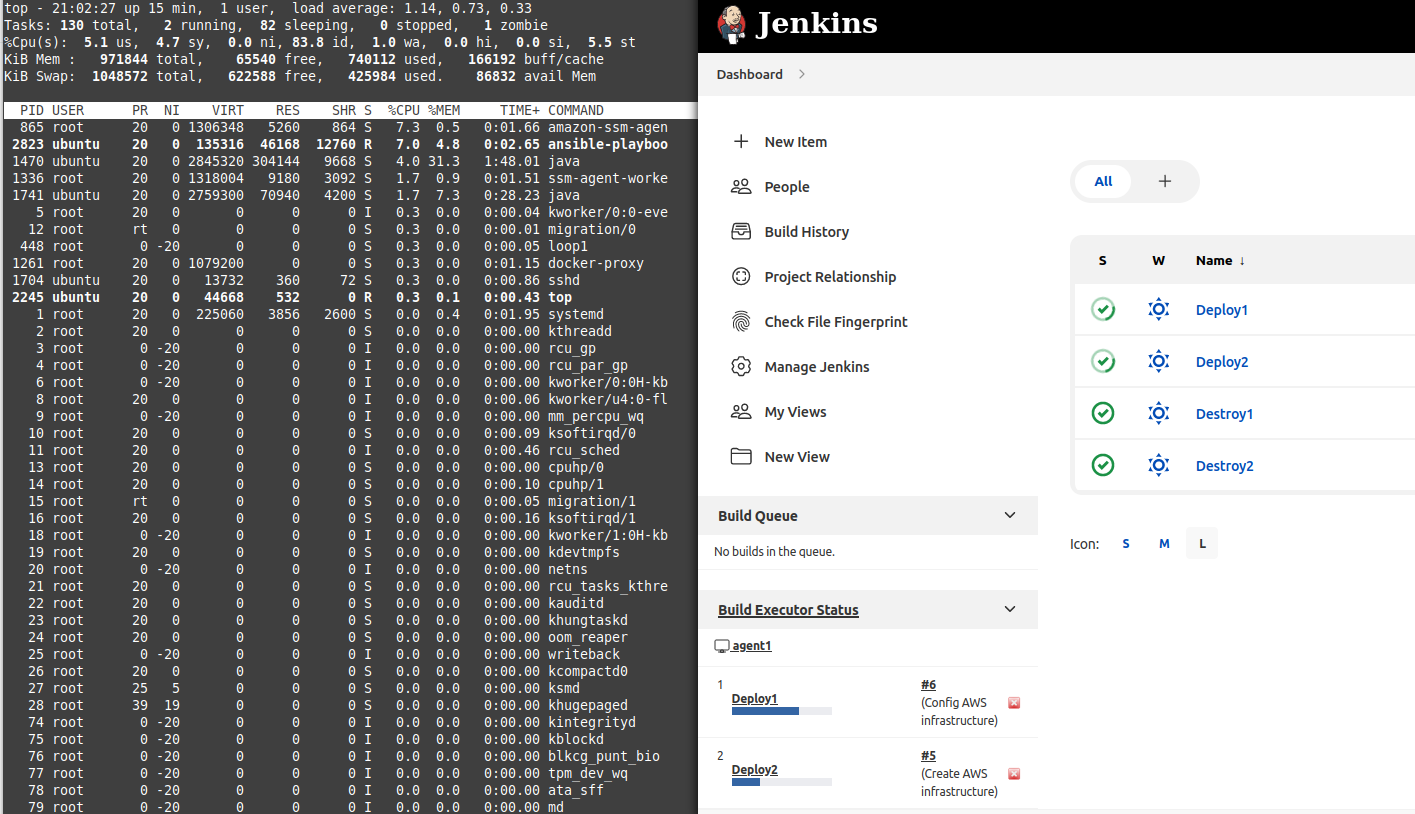 top - 21:02:27 up 15 min,  1 user,  load average: 1.14, 0.73, 0.33
Tasks: 130 total,   2 running,  82 sleeping,   0 stopped,   1 zombie
%Cpu(s):  5.1 us,  4.7 sy,  0.0 ni, 83.8 id,  1.0 wa,  0.0 hi,  0.0 si,  5.5 st
KiB Mem :   971844 total,    65540 free,   740112 used,   166192 buff/cache
KiB Swap:  1048572 total,   622588 free,   425984 used.    86832 avail Mem
PID USER      PR  NI    VIRT    RES    SHR S  %CPU %MEM     TIME+ COMMAND
865 root      20   0 1306348   5260    864 S   7.3  0.5   0:01.66 amazon-ssm-agen
2823 ubuntu    20   0  135316  46168  12760 R   7.0  4.8   0:02.65 ansible-playboo
1470 ubuntu    20   0 2845320 304144   9668 S   4.0 31.3   1:48.01 java
1336 root      20   0 1318004   9180   3092 S   1.7  0.9   0:01.51 ssm-agent-worke
1741 ubuntu    20   0 2759300  70940   4200 S   1.7  7.3   0:28.23 java
5 root      20   0       0      0      0 I   0.3  0.0   0:00.04 kworker/0:0-eve
12 root      rt   0       0      0      0 S   0.3  0.0   0:00.01 migration/0
448 root       0 -20       0      0      0 S   0.3  0.0   0:00.05 loop1
1261 root      20   0 1079200      0      0 S   0.3  0.0   0:01.15 docker-proxy
1704 ubuntu    20   0   13732    360     72 S   0.3  0.0   0:00.86 sshd
2245 ubuntu    20   0   44668    532      0 R   0.3  0.1   0:00.43 top
1 root      20   0  225060   3856   2600 S   0.0  0.4   0:01.95 systemd
2 root      20   0       0      0      0 S   0.0  0.0   0:00.00 kthreadd
3 root       0 -20       0      0      0 I   0.0  0.0   0:00.00 rcu_gp
4 root       0 -20       0      0      0 I   0.0  0.0   0:00.00 rcu_par_gp
6 root       0 -20       0      0      0 I   0.0  0.0   0:00.00 kworker/0:0H-kb
8 root      20   0       0      0      0 I   0.0  0.0   0:00.06 kworker/u4:0-fl
9 root       0 -20       0      0      0 I   0.0  0.0   0:00.00 mm_percpu_wq
10 root      20   0       0      0      0 S   0.0  0.0   0:00.09 ksoftirqd/0
11 root      20   0       0      0      0 I   0.0  0.0   0:00.46 rcu_sched
13 root      20   0       0      0      0 S   0.0  0.0   0:00.00 cpuhp/0
14 root      20   0       0      0      0 S   0.0  0.0   0:00.10 cpuhp/1
15 root      rt   0       0      0      0 S   0.0  0.0   0:00.05 migration/1
16 root      20   0       0      0      0 S   0.0  0.0   0:00.16 ksoftirqd/1
18 root       0 -20       0      0      0 I   0.0  0.0   0:00.00 kworker/1:0H-kb
19 root      20   0       0      0      0 S   0.0  0.0   0:00.00 kdevtmpfs
20 root       0 -20       0      0      0 I   0.0  0.0   0:00.00 netns
21 root      20   0       0      0      0 S   0.0  0.0   0:00.00 rcu_tasks_kthre
22 root      20   0       0      0      0 S   0.0  0.0   0:00.00 kauditd
23 root      20   0       0      0      0 S   0.0  0.0   0:00.00 khungtaskd
24 root      20   0       0      0      0 S   0.0  0.0   0:00.00 oom_reaper
25 root       0 -20       0      0      0 I   0.0  0.0   0:00.00 writeback
26 root      20   0       0      0      0 S   0.0  0.0   0:00.00 kcompactd0
27 root      25   5       0      0      0 S   0.0  0.0   0:00.00 ksmd
28 root      39  19       0      0      0 S   0.0  0.0   0:00.00 khugepaged
74 root       0 -20       0      0      0 I   0.0  0.0   0:00.00 kintegrityd
75 root       0 -20       0      0      0 I   0.0  0.0   0:00.00 kblockd
76 root       0 -20       0      0      0 I   0.0  0.0   0:00.00 blkcg_punt_bio
77 root       0 -20       0      0      0 I   0.0  0.0   0:00.00 tpm_dev_wq
78 root       0 -20       0      0      0 I   0.0  0.0   0:00.00 ata_sff
79 root       0 -20       0      0      0 I   0.0  0.0   0:00.00 md
Jenkins
Dashboard
New Item
People
Build History
Project Relationship
Check File Fingerprint
Manage Jenkins
My Views
New View
Build Queue
No builds in the queue.
Build Executor Status
agent1
1 Deploy1 #6
(Config AWS
infrastructure)
2 Deploy2 #5
(Create AWS
infrastructure)
All +
S W Name ↓
Deploy1
Deploy2
Destroy1
Destroy2
Icon: S M L